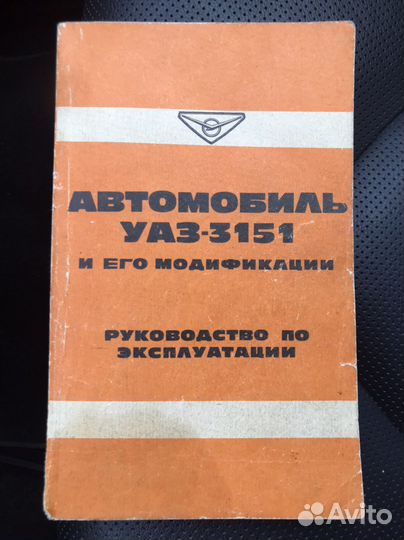 АВТОМОБИЛЬ
УАЗ-3151
И ЕГО МОДИФИКАЦИИ
РУКОВОДСТВО ПО
ЭКСПЛУАТАЦИИ
Avito